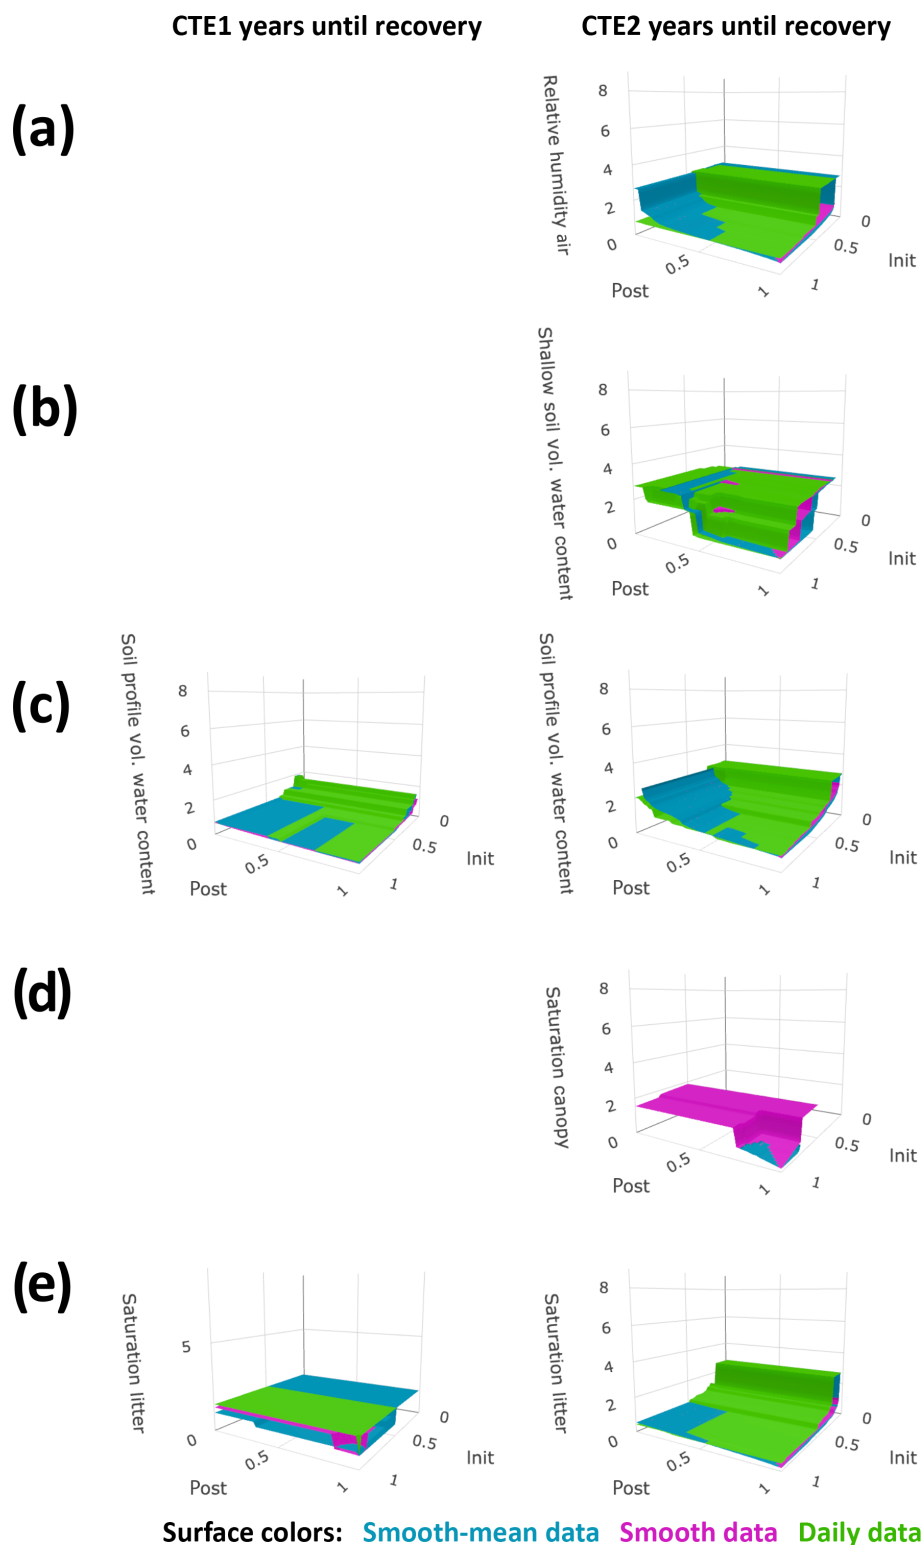 CTE1 years until recovery CTE2 years until recovery
(a)
Relative humidity air
8
6
4
2
0
0.5
1
Post
0
0.5
1
Init
(b)
Shallow soil vol. water content
8
6
4
2
0
0.5
1
Post
0
0.5
1
Init
(c)
Soil profile vol. water content
8
6
4
2
0
0.5
1
Post
0
0.5
1
Init
Soil profile vol. water content
8
6
4
2
0
0.5
1
Post
0
0.5
1
Init
(d)
Saturation canopy
8
6
4
2
0
0.5
1
Post
0
0.5
1
Init
(e)
Saturation litter
5
0
0.5
1
Post
0
0.5
1
Init
Saturation litter
8
6
4
2
0
0.5
1
Post
0
0.5
1
Init
Surface colors: Smooth-mean data Smooth data Daily data